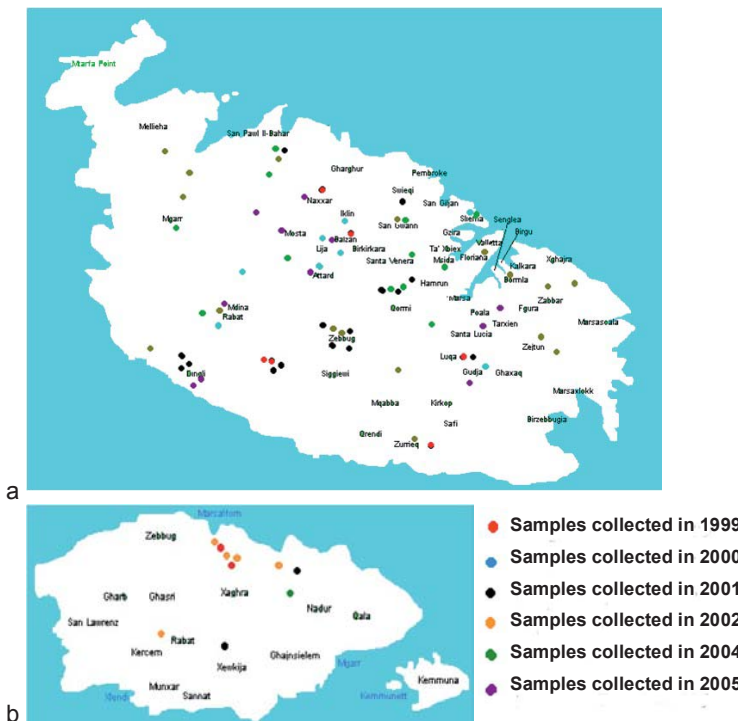 Mtarfa Point
Mellieha
San Pawl Il-Bahar
Gharghur
Pembroke
Swieqi
Naxxar
San Giljan
Mgarr
Iklin
San Gwann
Sliema
Senglea
Birgu
Mosta
Balzan
Gzira
Lija
Birkirkara
Ta' Xbiex
Valletta
Santa Venera
Msida
Floriana
Kalkara
Xghajra
Attard
Hamrun
Bormla
Marsa
Zabbar
Mdina
Qormi
Paola
Fgura
Rabat
Tarxien
Marsascala
Santa Lucia
Zebbug
Zejtun
Luqa
Dingli
Siggiewi
Gudja
Ghaxaq
Marsaxlokk
Mqabba
Kirkop
Safi
Birzebbugia
Qrendi
Zurrieq
a
Marsalforn
Zebbug
Gharb
Ghasri
Xaghra
Nadur
Qala
San Lawrenz
Rabat
Kercem
Xewkija
Ghajnsielem
Mgarr
Munxar
Xlendi
Sannat
Kemmuna
Kemmunett
b
Samples collected in 1999
Samples collected in 2000
Samples collected in 2001
Samples collected in 2002
Samples collected in 2004
Samples collected in 2005